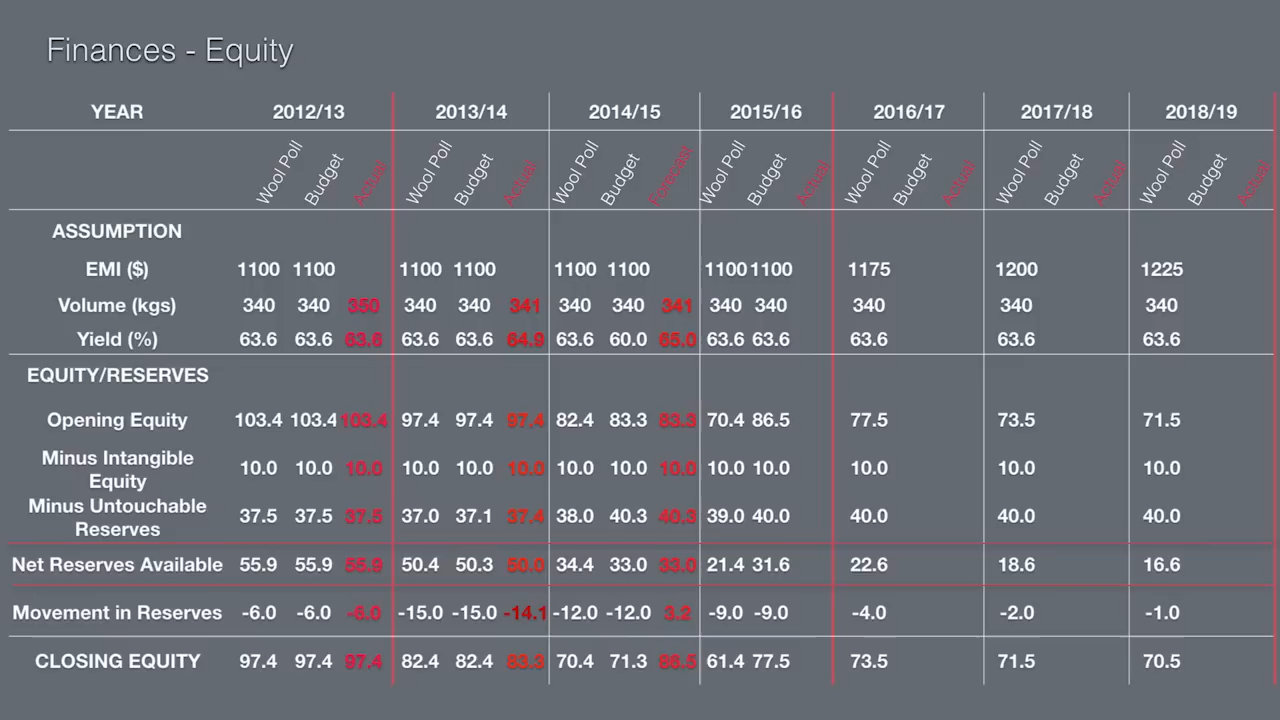 Finances - Equity
YEAR 2012/13 2013/14 2014/15 2015/16 2016/17 2017/18 2018/19
Wool Poll Budget Actual Wool Poll Budget Actual Wool Poll Budget Forecast Wool Poll Budget Actual Wool Poll Budget Actual Wool Poll Budget Actual Wool Poll Budget Actual
ASSUMPTION
EMI ($) 1100 1100 1100 1100 1100 1100 1100 1100 1175 1200 1225
Volume (kgs) 340 340 350 340 340 341 340 340 341 340 340 340 340 340
Yield (%) 63.6 63.6 63.6 63.6 63.6 64.9 63.6 60.0 65.0 63.6 63.6 63.6 63.6 63.6
EQUITY/RESERVES
Opening Equity 103.4 103.4 103.4 97.4 97.4 97.4 82.4 83.3 83.3 70.4 86.5 77.5 73.5 71.5
Minus Intangible
Equity 10.0 10.0 10.0 10.0 10.0 10.0 10.0 10.0 10.0 10.0 10.0 10.0 10.0 10.0
Minus Untouchable
Reserves 37.5 37.5 37.5 37.0 37.1 37.4 38.0 40.3 40.3 39.0 40.0 40.0 40.0 40.0
Net Reserves Available 55.9 55.9 55.9 50.4 50.3 50.0 34.4 33.0 33.0 21.4 31.6 22.6 18.6 16.6
Movement in Reserves -6.0 -6.0 -6.0 -15.0 -15.0 -14.1 -12.0 -12.0 3.2 -9.0 -9.0 -4.0 -2.0 -1.0
CLOSING EQUITY 97.4 97.4 97.4 82.4 82.4 83.3 70.4 71.3 86.5 61.4 77.5 73.5 71.5 70.5